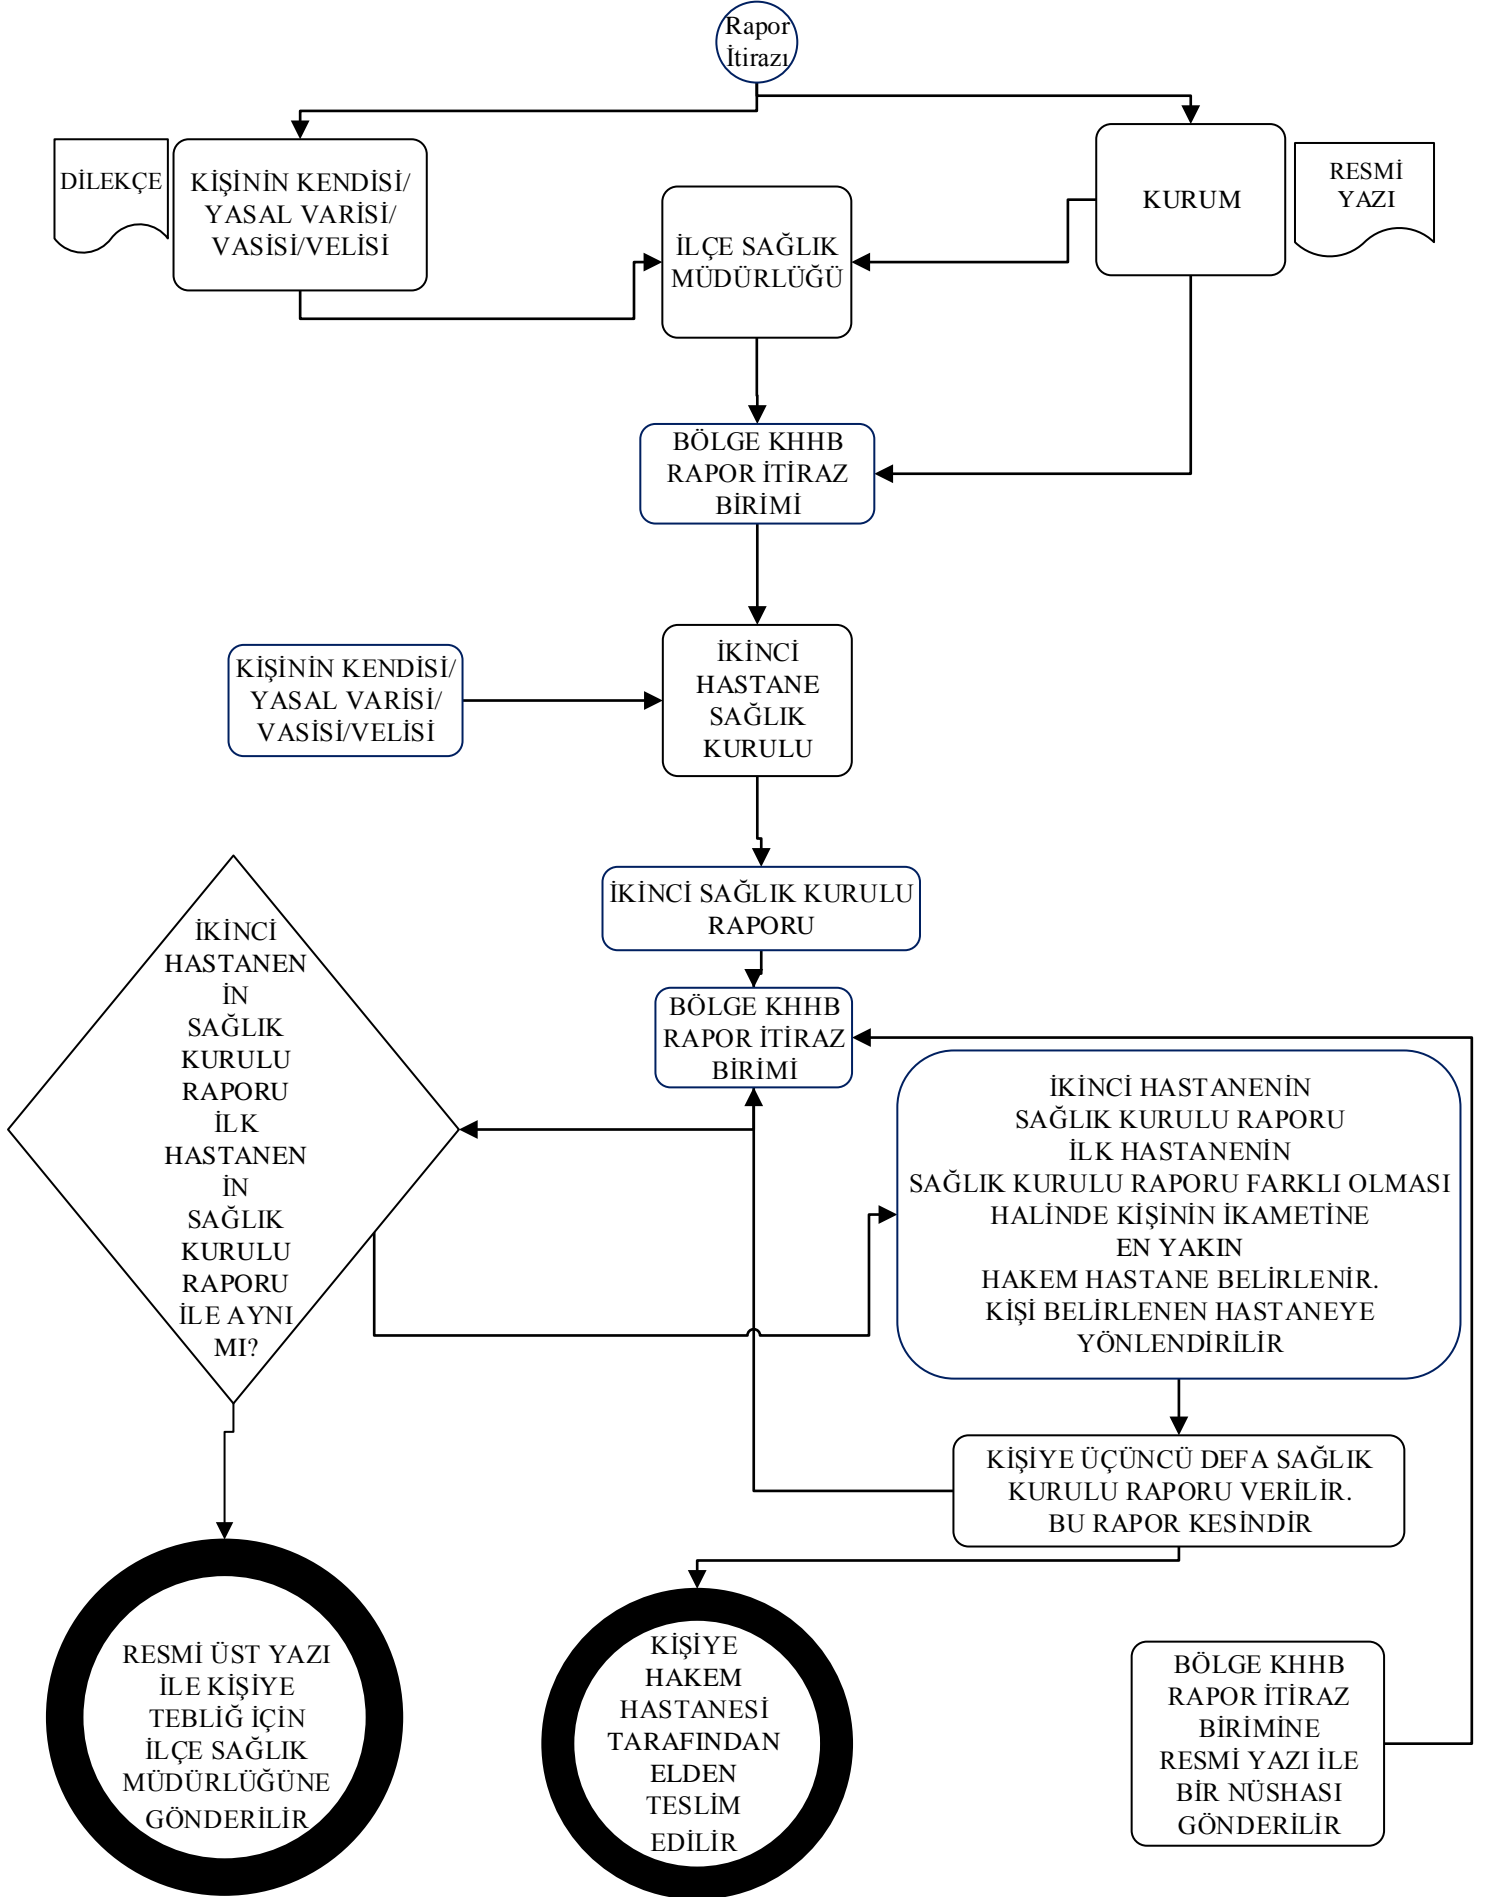 Rapor
İtirazı
DİLEKÇE
KİŞİNİN KENDİSİ/
YASAL VARİSİ/
VASİSİ/VELİSİ
İLÇE SAĞLIK
MÜDÜRLÜĞÜ
KURUM
RESMİ
YAZI
BÖLGE KHHB
RAPOR İTİRAZ
BİRİMİ
KİŞİNİN KENDİSİ/
YASAL VARİSİ/
VASİSİ/VELİSİ
İKİNCİ
HASTANE
SAĞLIK
KURULU
İKİNCİ SAĞLIK KURULU
RAPORU
BÖLGE KHHB
RAPOR İTİRAZ
BİRİMİ
İKİNCİ
HASTANEN
İN
SAĞLIK
KURULU
RAPORU
İLK
HASTANEN
İN
SAĞLIK
KURULU
RAPORU
İLE AYNI
MI?
İKİNCİ HASTANENİN
SAĞLIK KURULU RAPORU
İLK HASTANENİN
SAĞLIK KURULU RAPORU FARKLI OLMASI
HALİNDE KİŞİNİN İKAMETİNE
EN YAKIN
HAKEM HASTANE BELİRLENİR.
KİŞİ BELİRLENEN HASTANEYE
YÖNLENDİRİLİR
KİŞİYE ÜÇÜNCÜ DEFA SAĞLIK
KURULU RAPORU VERİLİR.
BU RAPOR KESİNDİR
RESMİ ÜST YAZI
İLE KİŞİYE
TEBLİĞ İÇİN
İLÇE SAĞLIK
MÜDÜRLÜĞÜNE
GÖNDERİLİR
KİŞİYE
HAKEM
HASTANESİ
TARAFINDAN
ELDEN
TESLİM
EDİLİR
BÖLGE KHHB
RAPOR İTİRAZ
BİRİMİNE
RESMİ YAZI İLE
BİR NÜSHASI
GÖNDERİLİR